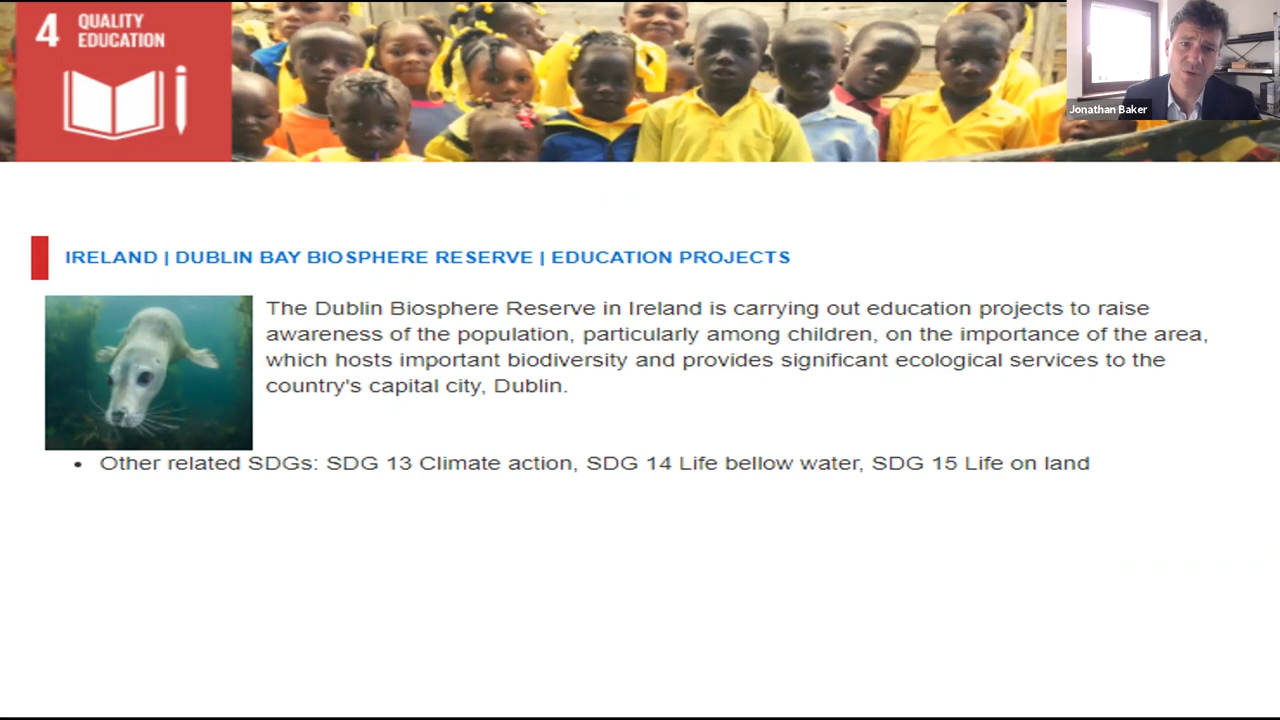 4 QUALITY
EDUCATION
Jonathan Baker
IRELAND | DUBLIN BAY BIOSPHERE RESERVE | EDUCATION PROJECTS
The Dublin Biosphere Reserve in Ireland is carrying out education projects to raise
awareness of the population, particularly among children, on the importance of the area,
which hosts important biodiversity and provides significant ecological services to the
country's capital city, Dublin.
• Other related SDGs: SDG 13 Climate action, SDG 14 Life bellow water, SDG 15 Life on land